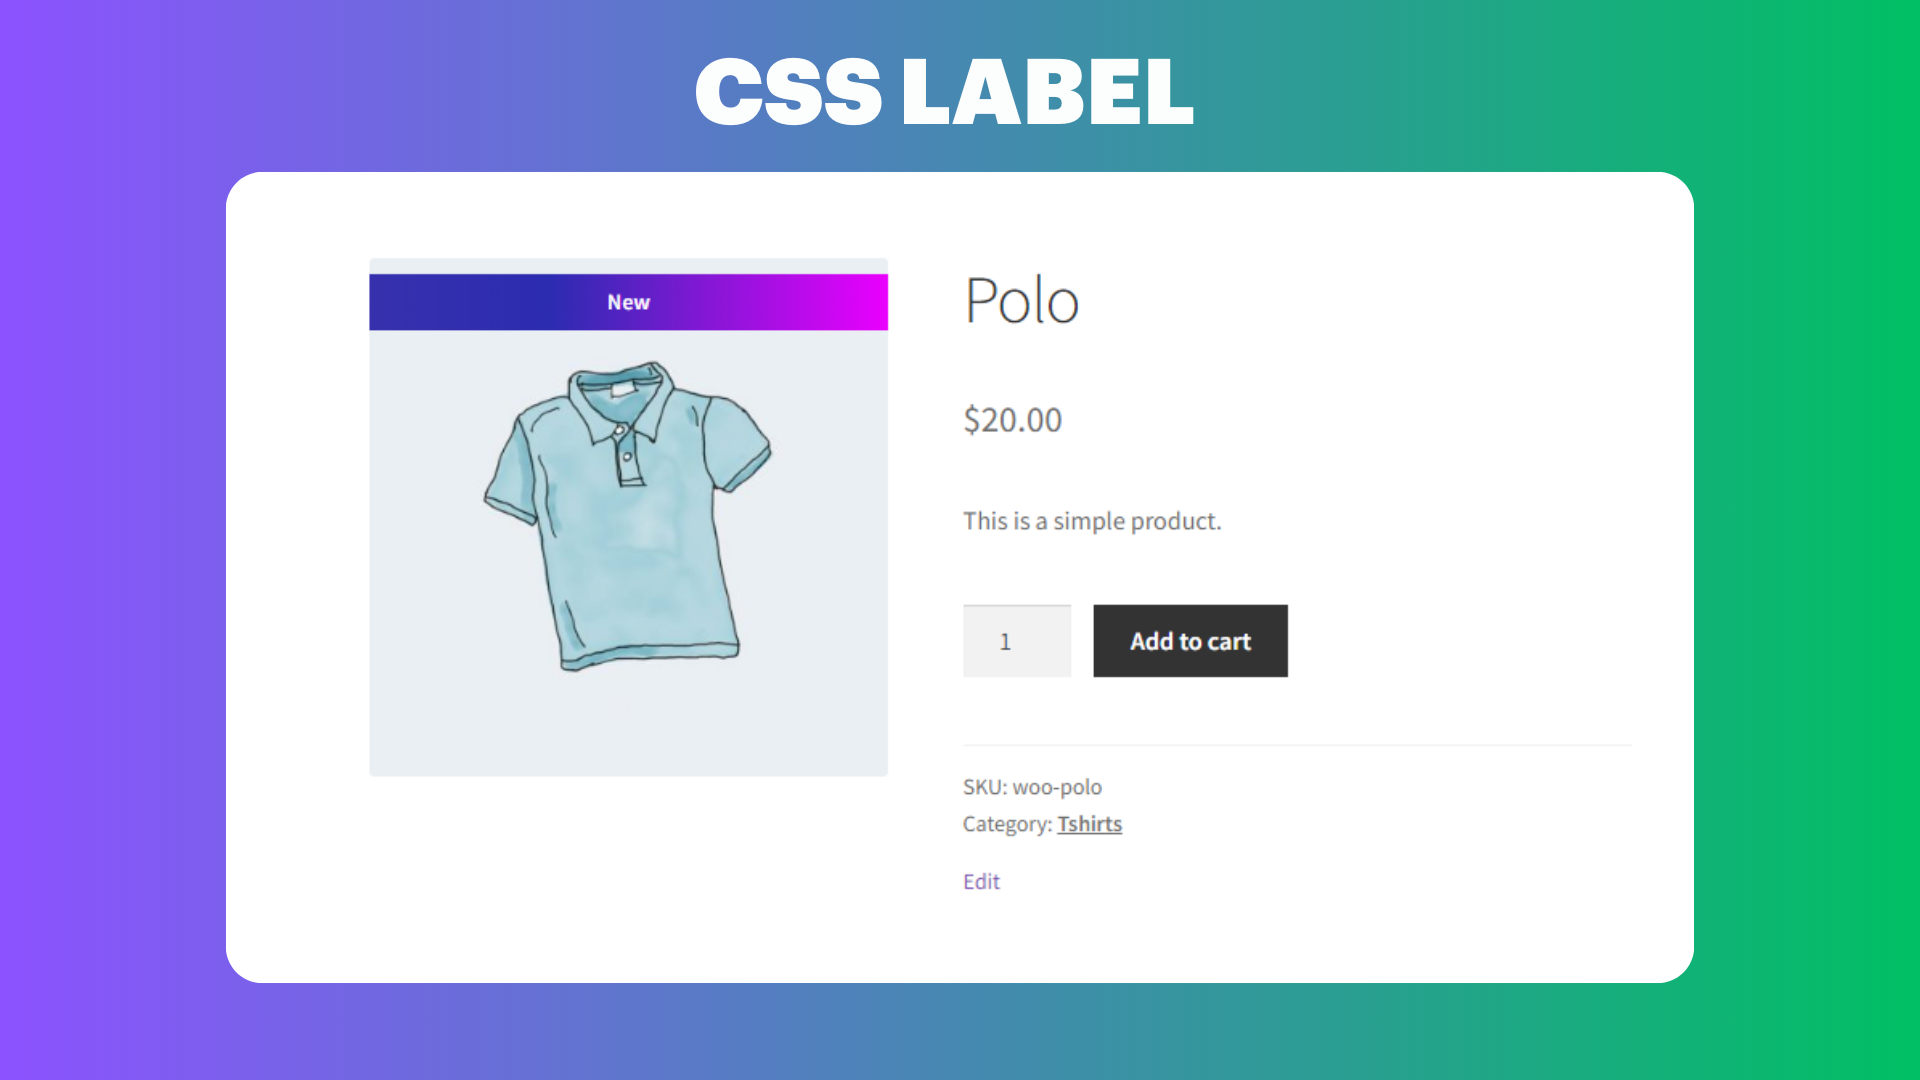 CSS LABEL
New
Polo
$20.00
This is a simple product.
1
Add to cart
SKU: woo-polo
Category: Tshirts
Edit